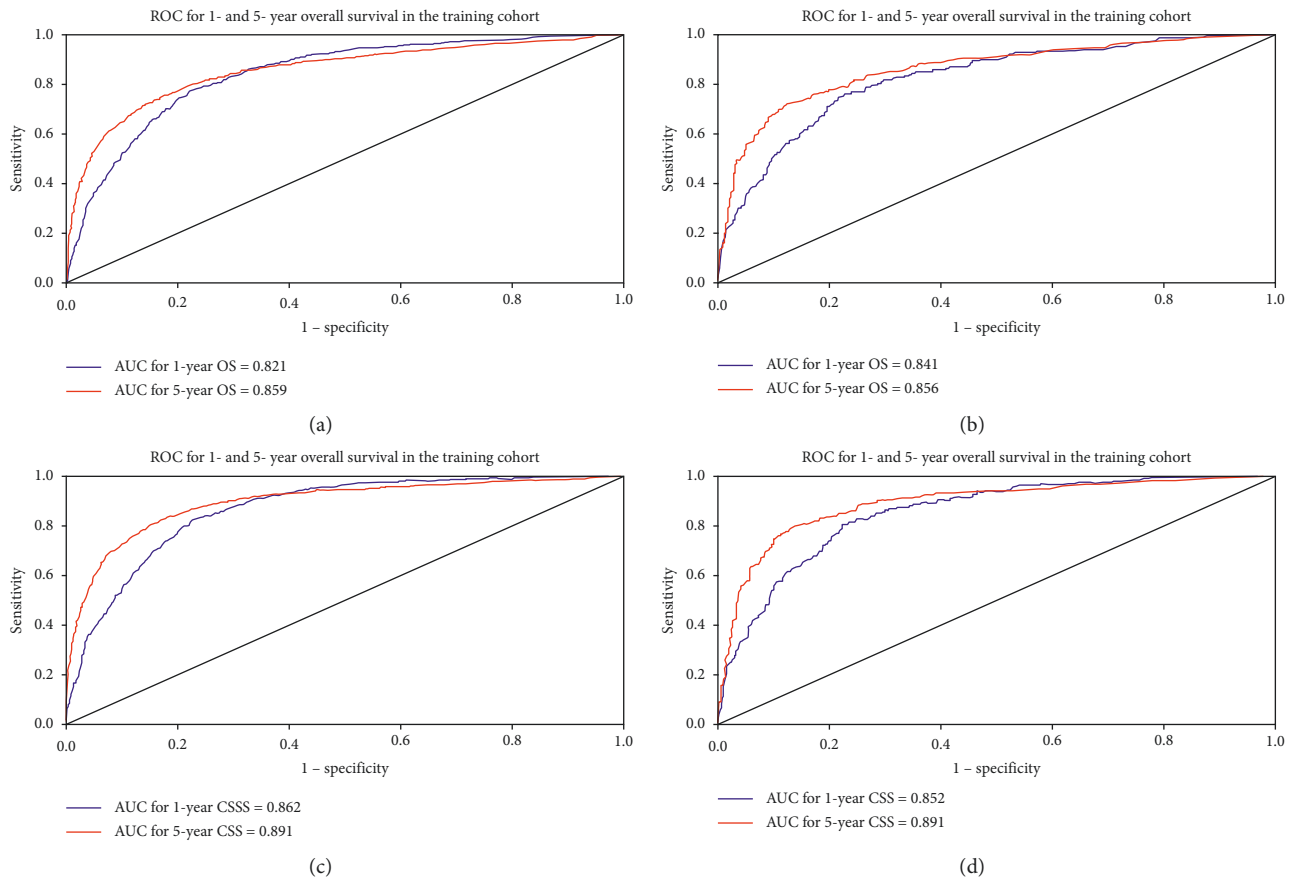 ROC for 1- and 5- year overall survival in the training cohort
1.0
0.8
0.6
0.4
0.2
0.0
Sensitivity
0.0
0.2
0.4
0.6
0.8
1.0
1 – specificity
AUC for 1-year OS = 0.821
AUC for 5-year OS = 0.859
(a)
ROC for 1- and 5- year overall survival in the training cohort
1.0
0.8
0.6
0.4
0.2
0.0
Sensitivity
0.0
0.2
0.4
0.6
0.8
1.0
1 – specificity
AUC for 1-year OS = 0.841
AUC for 5-year OS = 0.856
(b)
ROC for 1- and 5- year overall survival in the training cohort
1.0
0.8
0.6
0.4
0.2
0.0
Sensitivity
0.0
0.2
0.4
0.6
0.8
1.0
1 – specificity
AUC for 1-year CSSS = 0.862
AUC for 5-year CSS = 0.891
(c)
ROC for 1- and 5- year overall survival in the training cohort
1.0
0.8
0.6
0.4
0.2
0.0
Sensitivity
0.0
0.2
0.4
0.6
0.8
1.0
1 – specificity
AUC for 1-year CSS = 0.852
AUC for 5-year CSS = 0.891
(d)